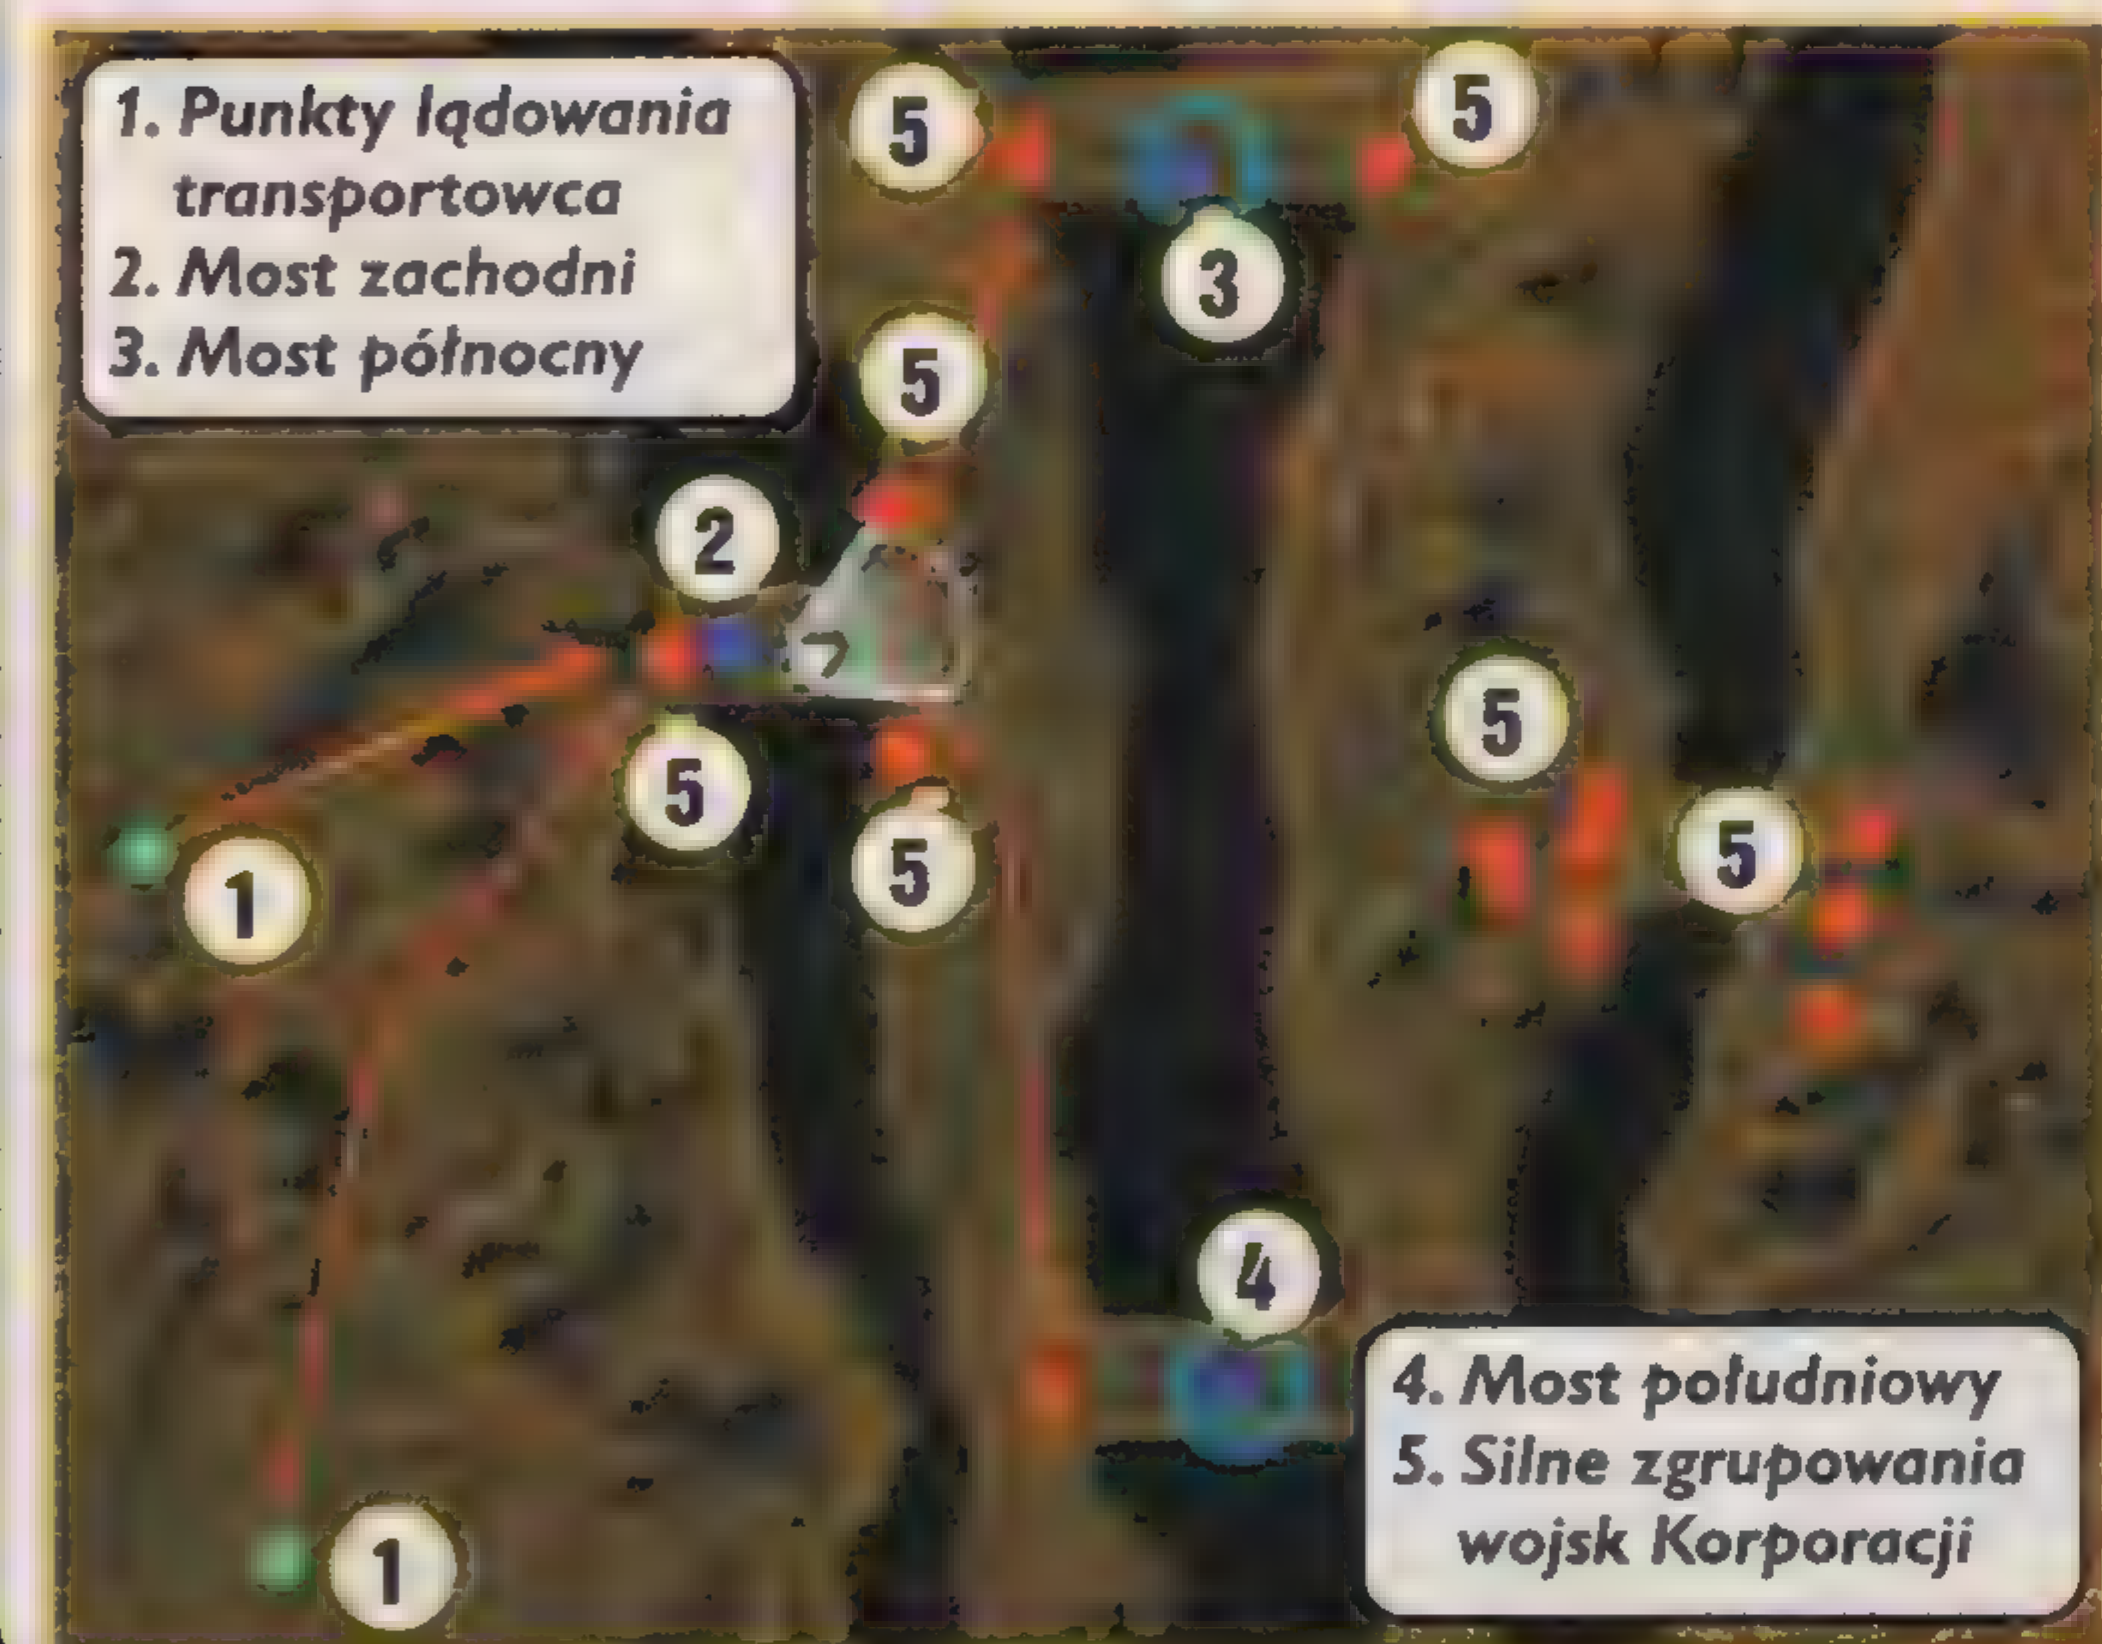 1. Punkty lądowania
transportowca
2. Most zachodni
3. Most północny
5
5
3
5
2
5
5
1
5
5
4
1
4. Most południowy
5. Silne zgrupowania
wojsk Korporacji